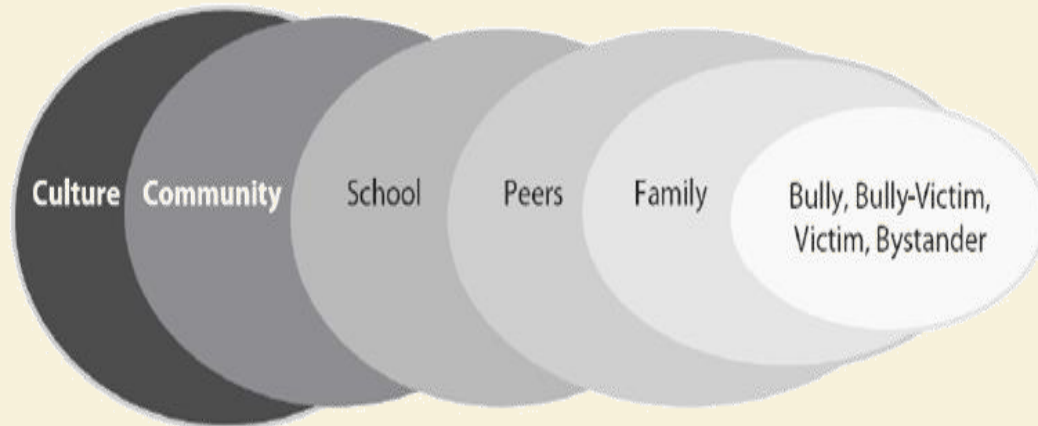 Culture
Community
School
Peers
Family
Bully, Bully-Victim,
Victim, Bystander